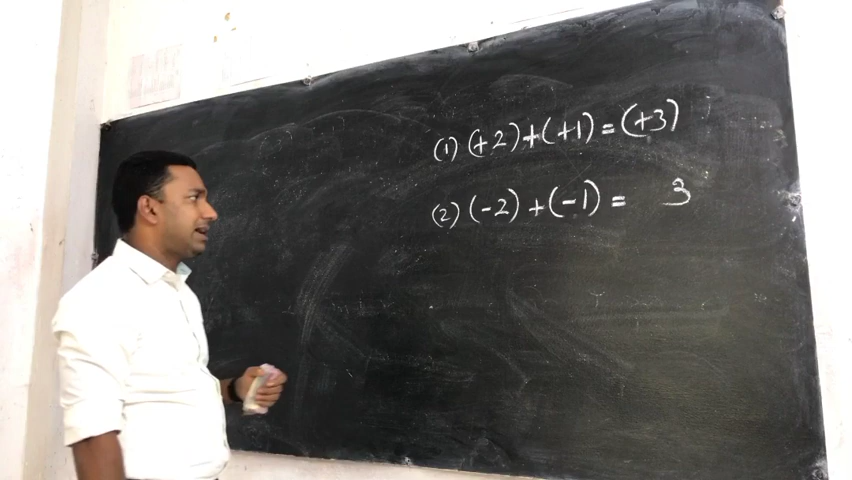 (1) (+2)+(+1)=(+3)
(2) (-2)+(-1)= 3